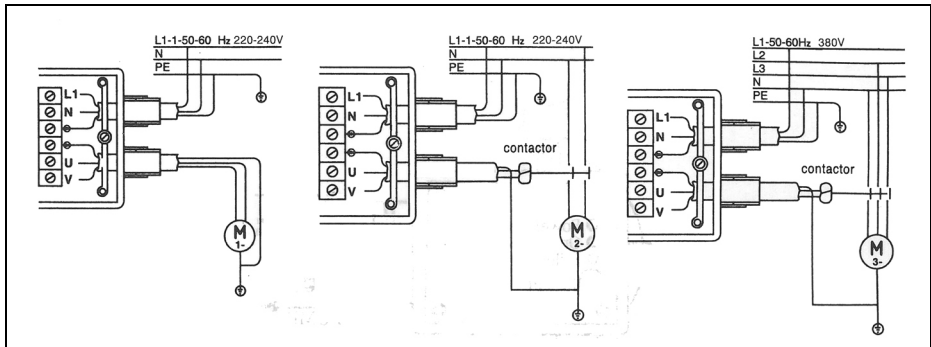 L1-1-50-60 Hz 220-240V
N
PE
L1
N
U
V
M
1~
L1-1-50-60 Hz 220-240V
N
PE
L1
N
U
V
contactor
M
2~
L1-50-60Hz 380V
L2
L3
N
PE
L1
N
U
V
contactor
M
3~